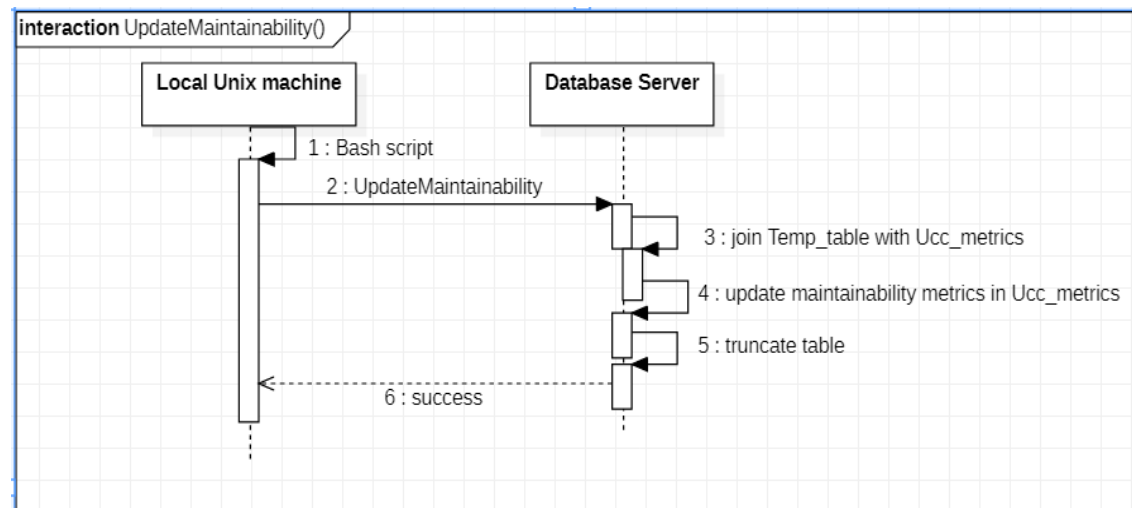 interaction UpdateMaintainability()
Local Unix machine
Database Server
1 : Bash script
2 : UpdateMaintainability
3 : join Temp_table with Ucc_metrics
4 : update maintainability metrics in Ucc_metrics
5 : truncate table
6 : success